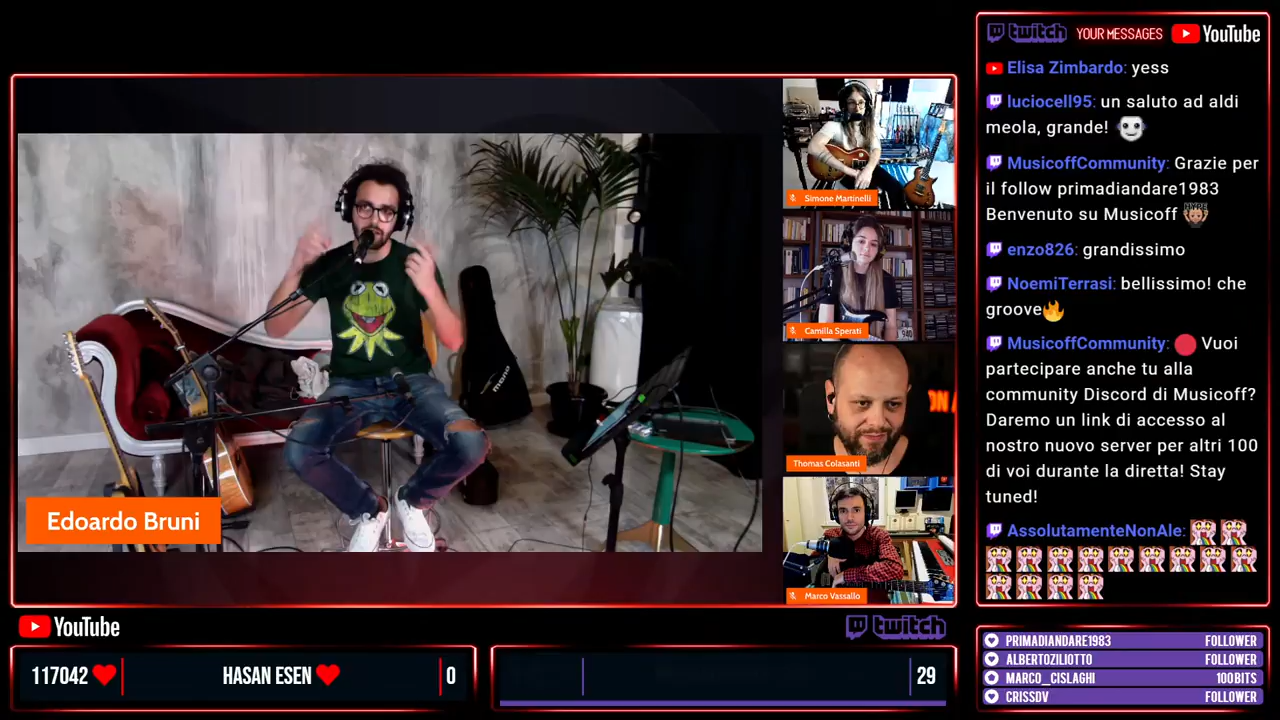 twitch YOUR MESSAGES YouTube
Elisa Zimbardo: yess
luciocell95: un saluto ad aldi
meola, grande!
MusicoffCommunity: Grazie per
il follow primadiandare1983
Benvenuto su Musicoff
enzo826: grandissimo
NoemiTerrasi: bellissimo! che
groove
MusicoffCommunity: Vuoi
partecipare anche tu alla
community Discord di Musicoff?
Daremo un link di accesso al
nostro nuovo server per altri 100
di voi durante la diretta! Stay
tuned!
AssolutamenteNonAle:
Simone Martinelli
Camilla Sperati
Thomas Colasanti
Marco Vassallo
mono
Edoardo Bruni
YouTube
twitch
117042 HASAN ESEN 0
29
PRIMADIANDARE1983 FOLLOWER
ALBERTOZILIOTTO FOLLOWER
MARCO_CISLAGHI 100BITS
CRISSDV FOLLOWER